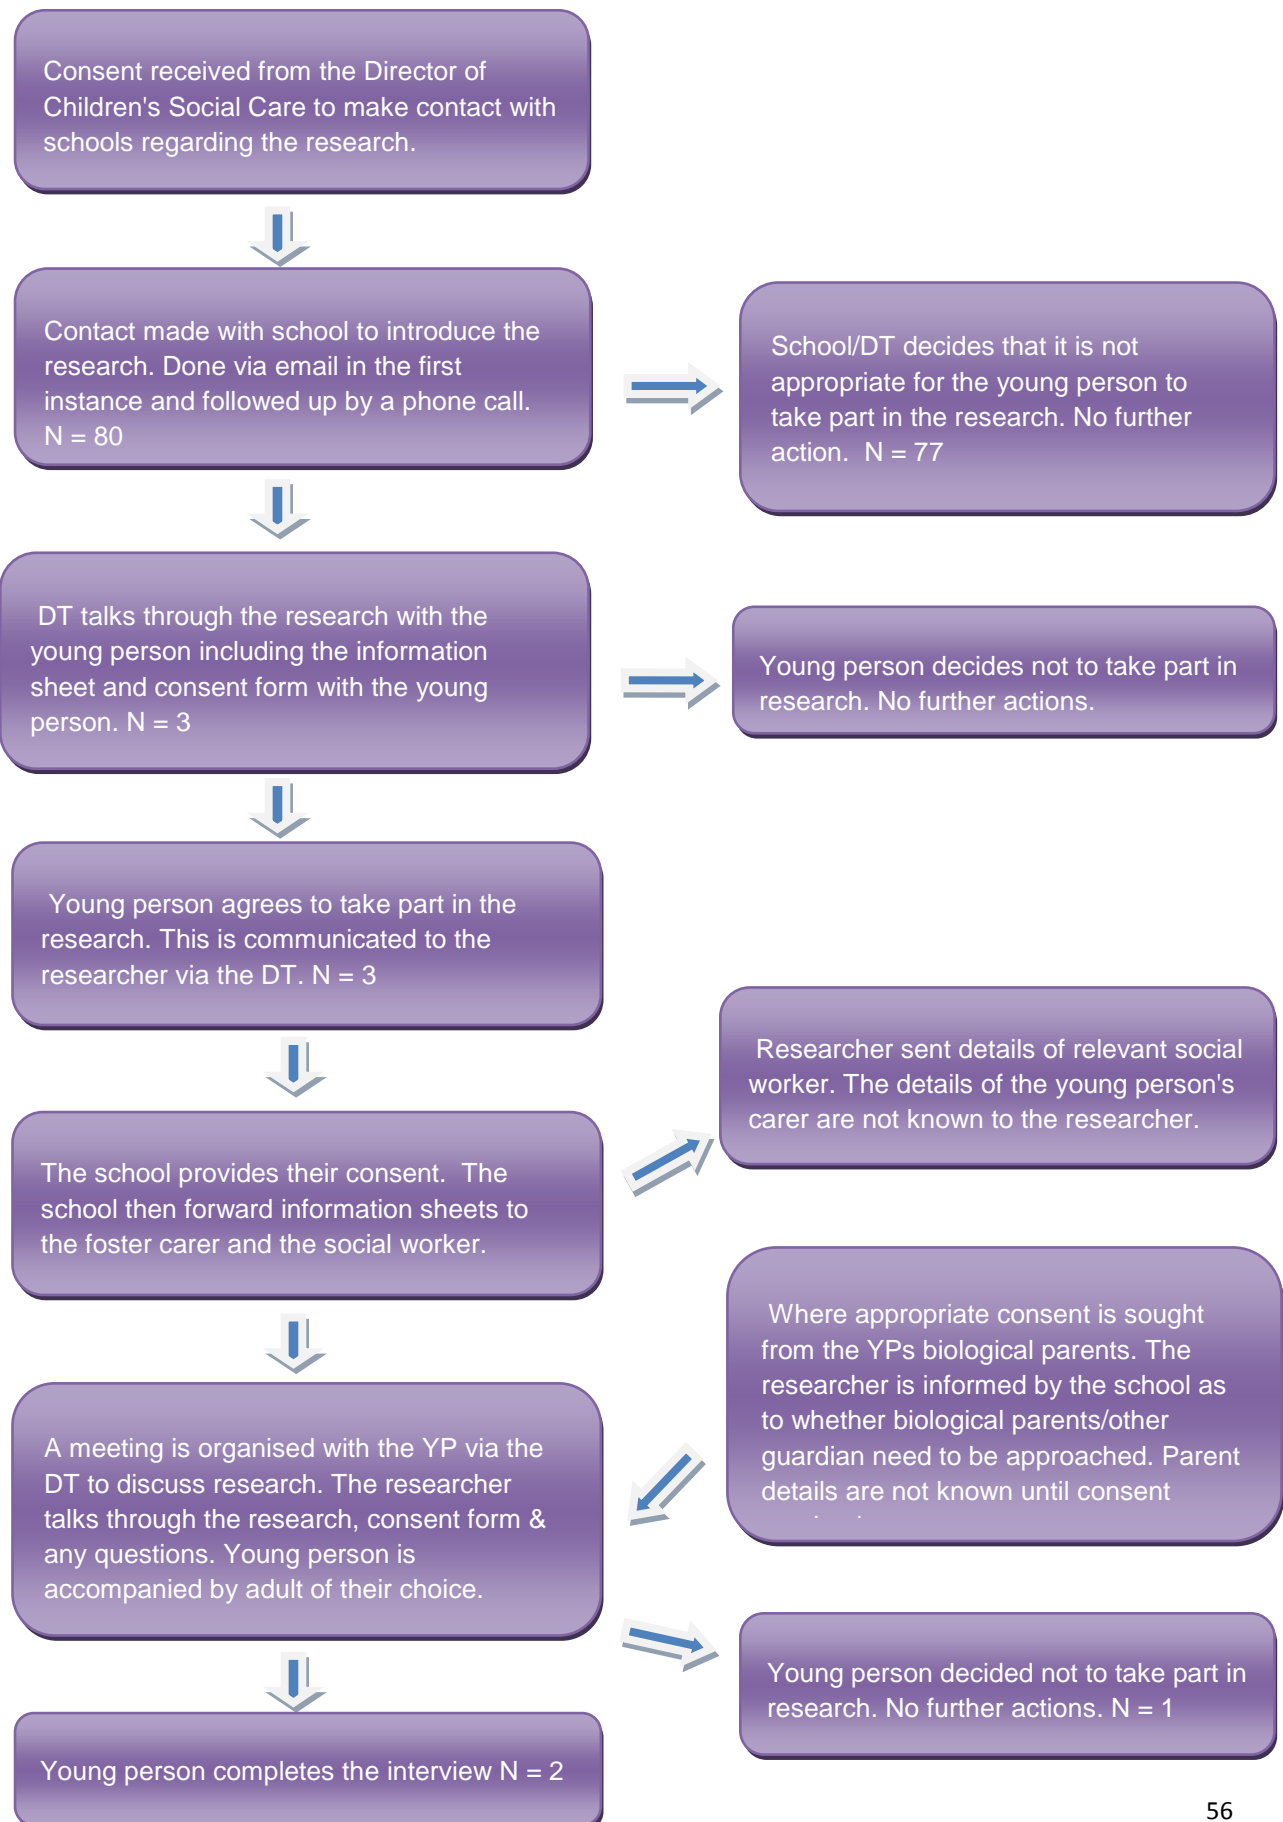 Consent received from the Director of
Children's Social Care to make contact with
schools regarding the research.
Contact made with school to introduce the
research. Done via email in the first
instance and followed up by a phone call.
N = 80
School/DT decides that it is not
appropriate for the young person to
take part in the research. No further
action.  N = 77
DT talks through the research with the
young person including the information
sheet and consent form with the young
person. N = 3
Young person decides not to take part in
research. No further actions.
Young person agrees to take part in the
research. This is communicated to the
researcher via the DT. N = 3
Researcher sent details of relevant social
worker. The details of the young person's
carer are not known to the researcher.
The school provides their consent.  The
school then forward information sheets to
the foster carer and the social worker.
Where appropriate consent is sought
from the YPs biological parents. The
researcher is informed by the school as
to whether biological parents/other
guardian need to be approached. Parent
details are not known until consent
A meeting is organised with the YP via the
DT to discuss research. The researcher
talks through the research, consent form &
any questions. Young person is
accompanied by adult of their choice.
Young person decided not to take part in
research. No further actions. N = 1
Young person completes the interview N = 2
56